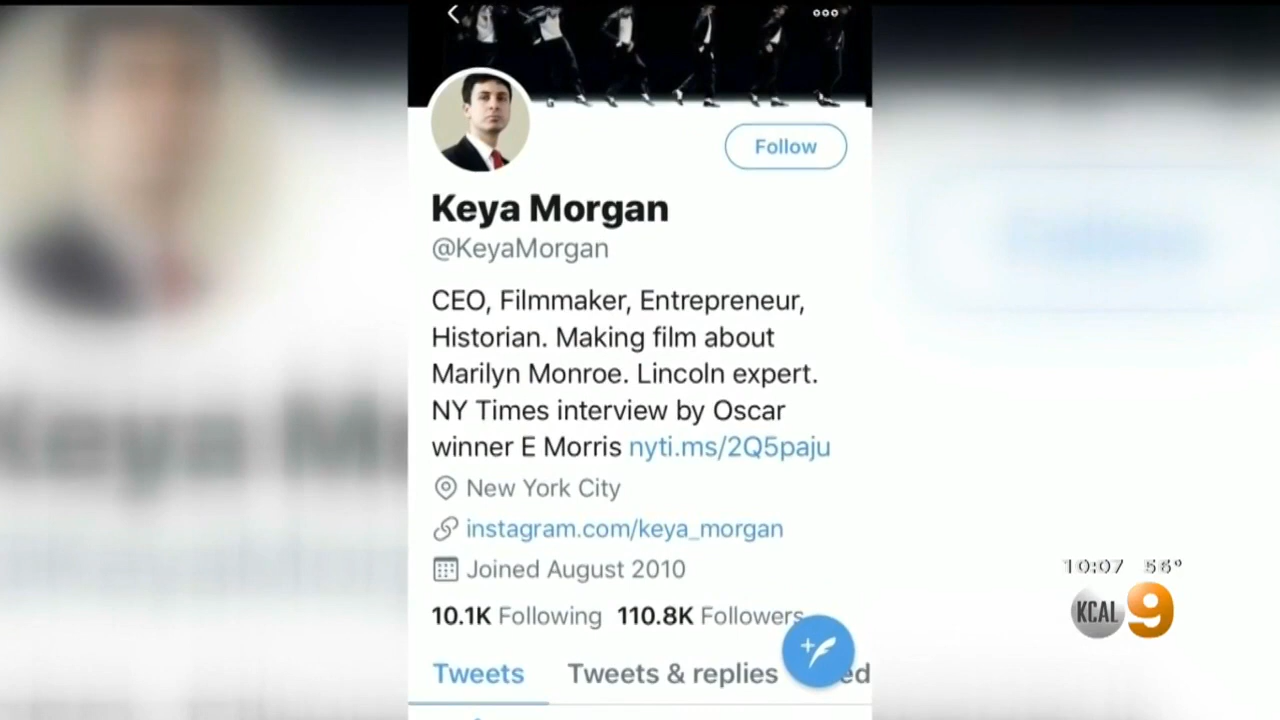 Follow
Keya Morgan
@KeyaMorgan
CEO, Filmmaker, Entrepreneur,
Historian. Making film about
Marilyn Monroe. Lincoln expert.
NY Times interview by Oscar
winner E Morris nyti.ms/2Q5paju
New York City
instagram.com/keya_morgan
Joined August 2010
10.1K Following 110.8K Followers
Tweets Tweets & replies
10:07 56°
KCAL 9